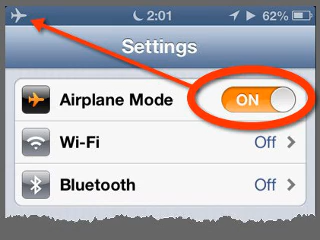 2:01 62%
Settings
Airplane Mode ON
Wi-Fi Off
Bluetooth Off